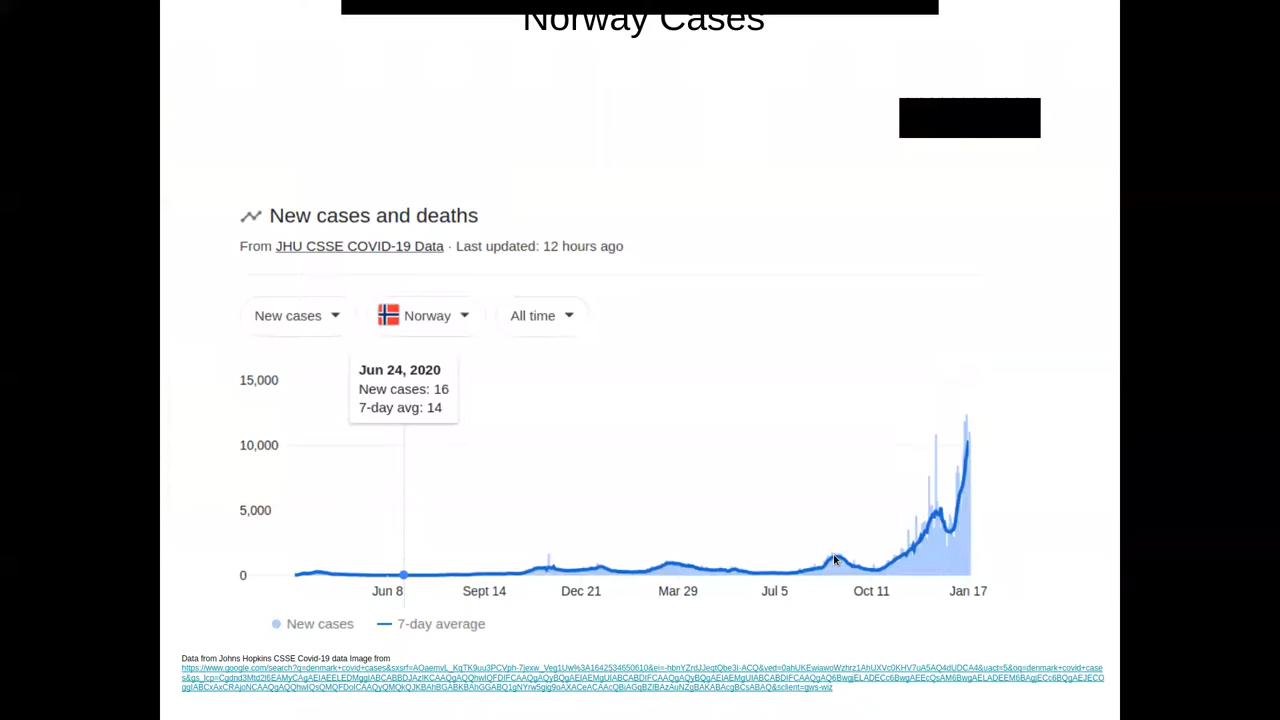 Norway Cases
New cases and deaths
From JHU CSSE COVID-19 Data · Last updated: 12 hours ago
New cases
Norway
All time
Jun 24, 2020
New cases: 16
7-day avg: 14
15,000
10,000
5,000
0
Jun 8 Sept 14 Dec 21 Mar 29 Jul 5 Oct 11 Jan 17
New cases 7-day average
Data from Johns Hopkins CSSE Covid-19 data Image from